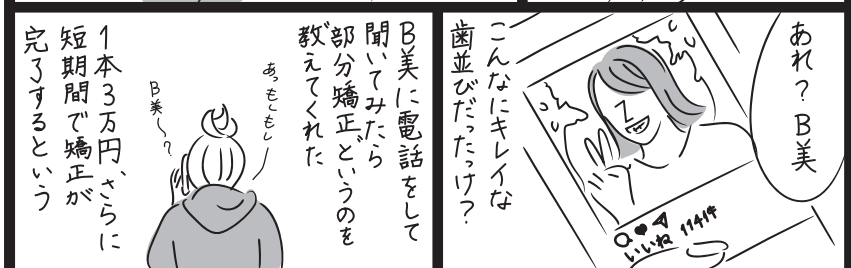 あれ？B美
こんなにキレイな
歯並びだったっけ？
いいね 1141件
B美に電話をして
聞いてみたら
部分矯正というのを
教えてくれた
あっもしもし
B美〜？
1本3万円、さらに
短期間で矯正が
完了するという